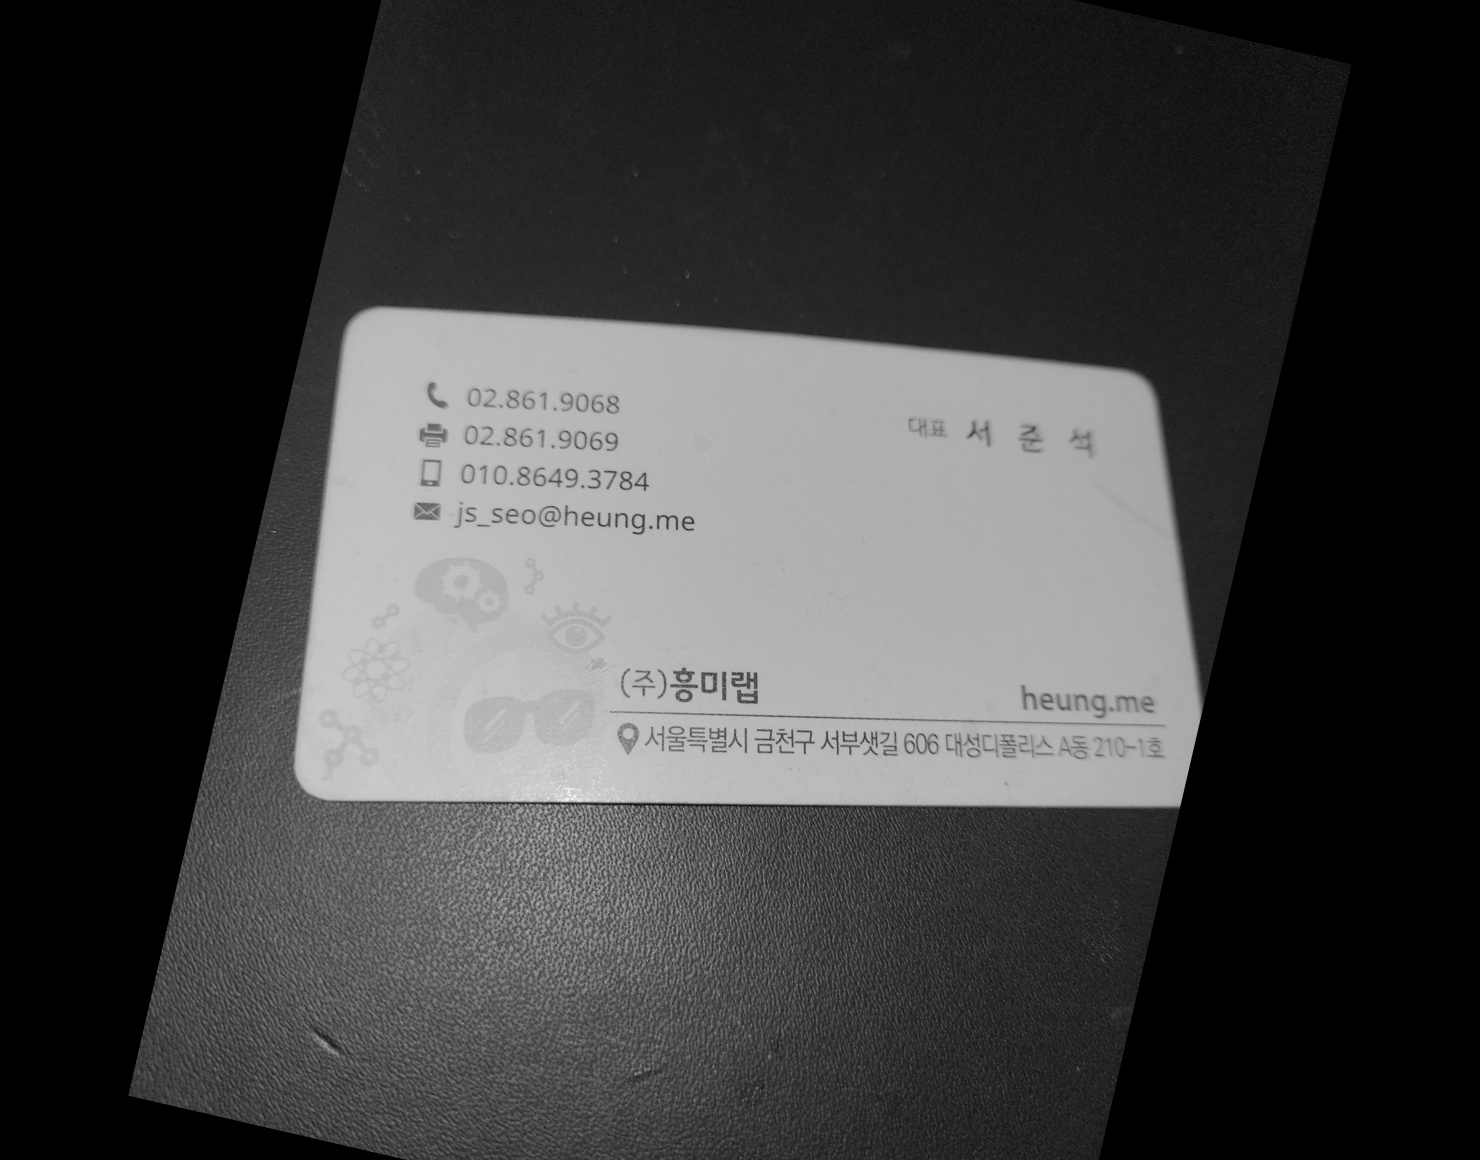 02.861.9068
02.861.9069
010.8649.3784
js_seo@heung.me
대표 서 준 석
(주)흥미랩
heung.me
서울특별시 금천구 서부샛길 606 대성디폴리스 A동 210-1호